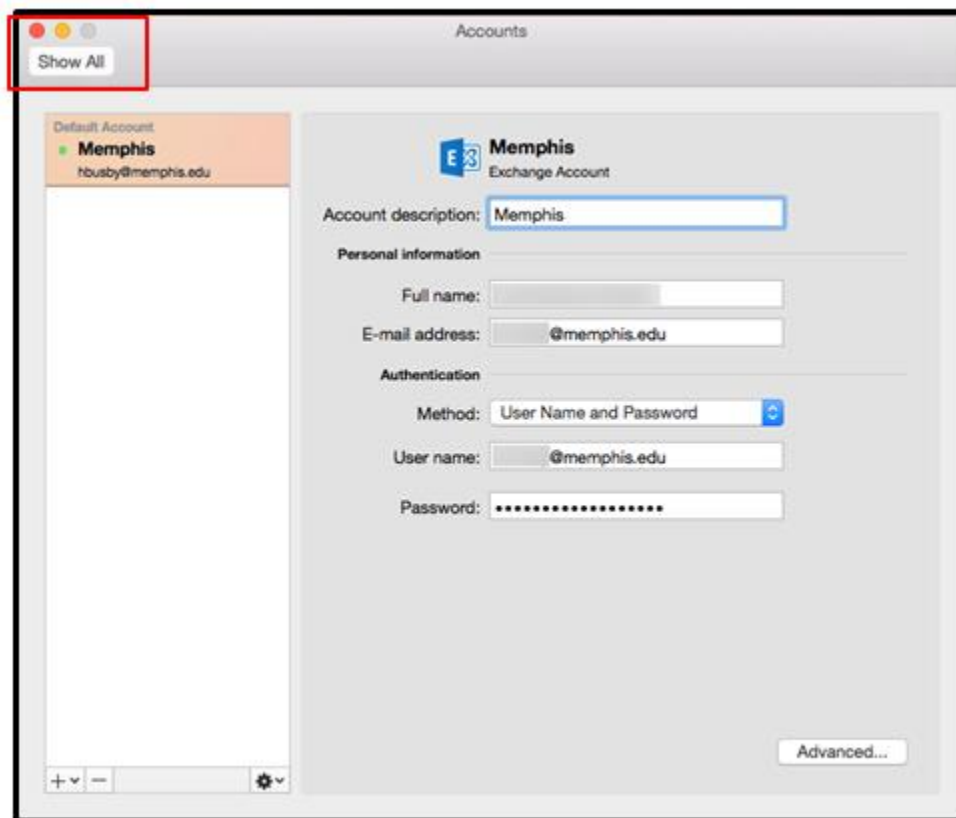 Accounts
Show All
Default Account
Memphis
hbusby@memphis.edu
E
Memphis
Exchange Account
Account description: Memphis
Personal information
Full name:
E-mail address: @memphis.edu
Authentication
Method: User Name and Password
User name: @memphis.edu
Password: ••••••••••••••••••
Advanced...